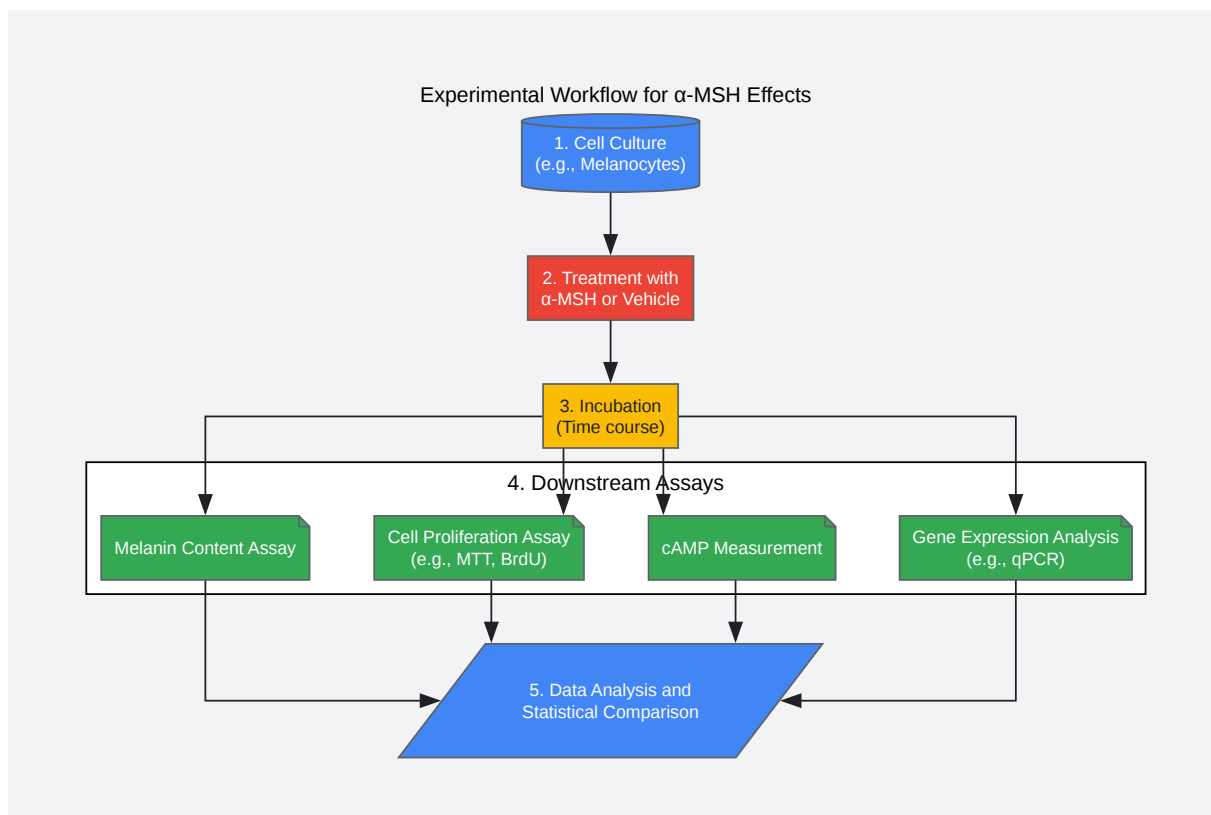 Experimental Workflow for α-MSH Effects
1. Cell Culture
(e.g., Melanocytes)
2. Treatment with
α-MSH or Vehicle
3. Incubation
(Time course)
4. Downstream Assays
Melanin Content Assay
Cell Proliferation Assay
(e.g., MTT, BrdU)
cAMP Measurement
Gene Expression Analysis
(e.g., qPCR)
5. Data Analysis and
Statistical Comparison